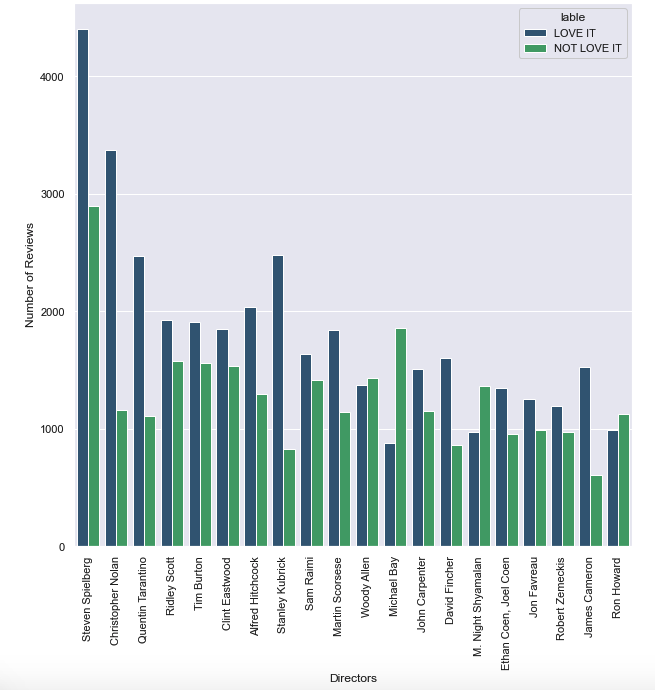 lable
LOVE IT
NOT LOVE IT
4000
3000
2000
1000
0
Number of Reviews
Steven Spielberg
Christopher Nolan
Quentin Tarantino
Ridley Scott
Tim Burton
Clint Eastwood
Alfred Hitchcock
Stanley Kubrick
Sam Raimi
Martin Scorsese
Woody Allen
Michael Bay
John Carpenter
David Fincher
M. Night Shyamalan
Ethan Coen, Joel Coen
Jon Favreau
Robert Zemeckis
James Cameron
Ron Howard
Directors